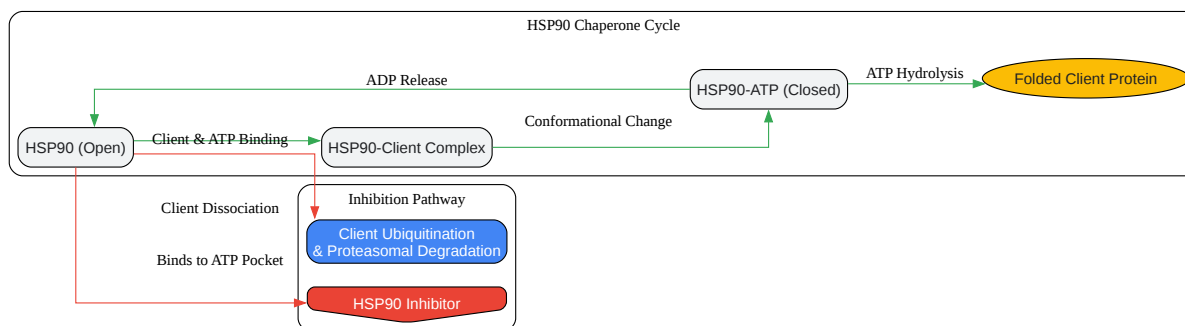 HSP90 Chaperone Cycle
ADP Release
ATP Hydrolysis
HSP90-ATP (Closed)
Folded Client Protein
HSP90 (Open)
Client & ATP Binding
HSP90-Client Complex
Conformational Change
Inhibition Pathway
Client Dissociation
Client Ubiquitination
& Proteasomal Degradation
Binds to ATP Pocket
HSP90 Inhibitor